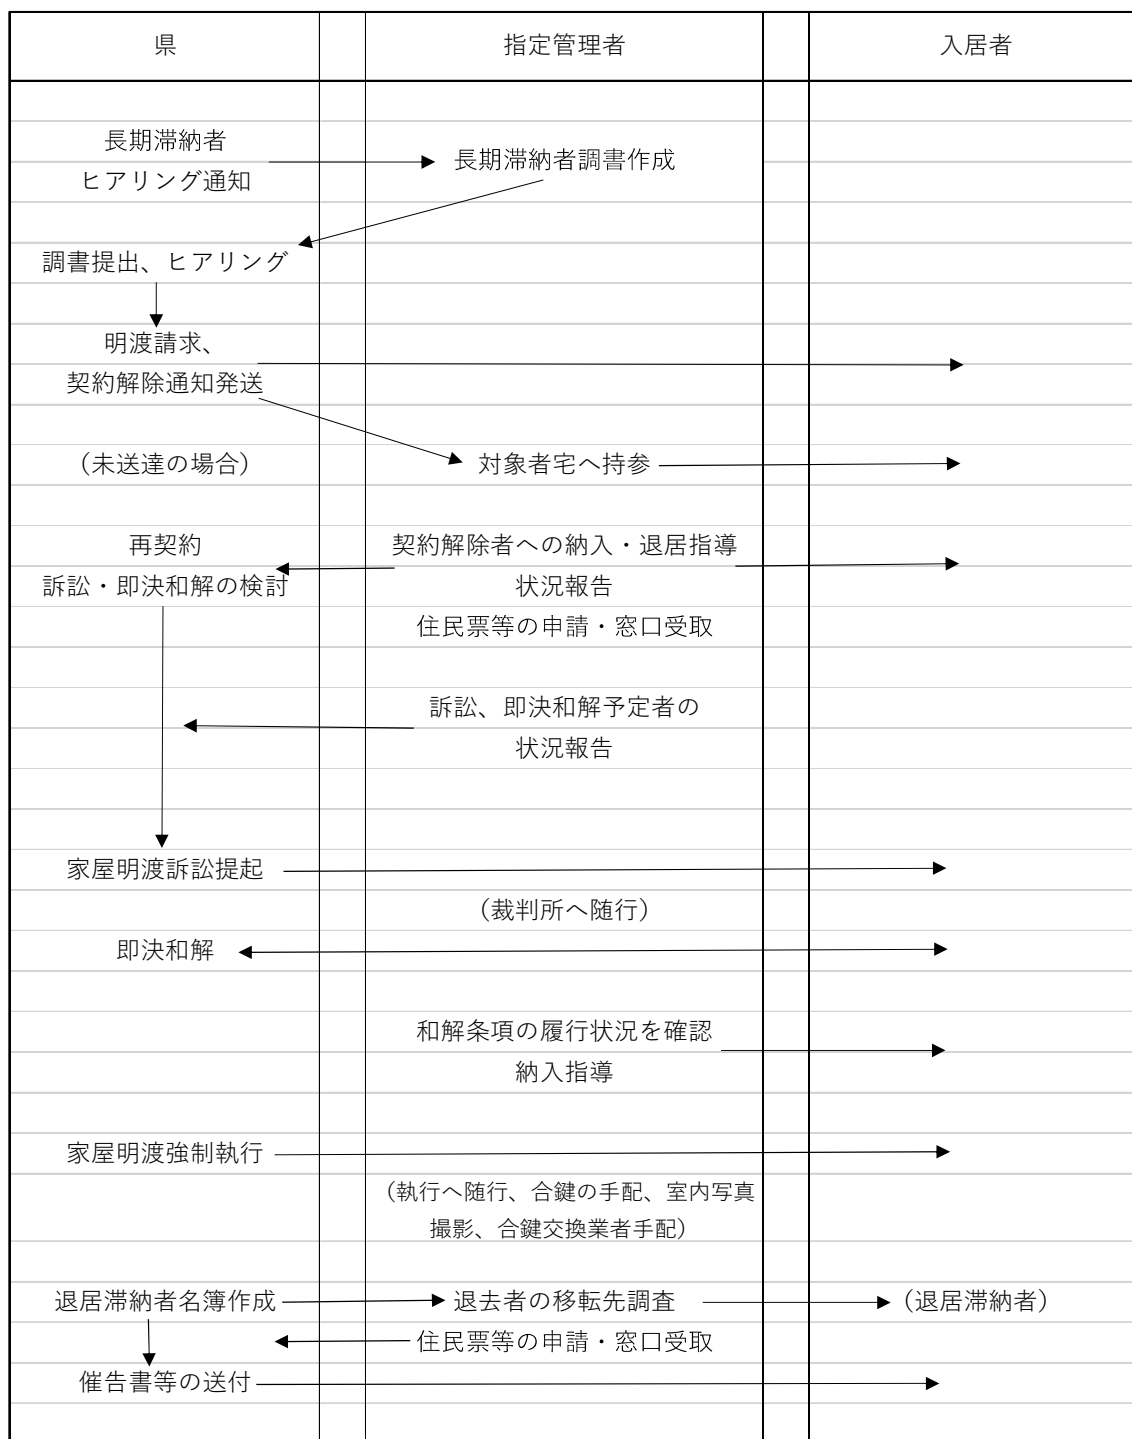 県
指定管理者
入居者
長期滞納者
ヒアリング通知
長期滞納者調書作成
調書提出、ヒアリング
明渡請求、
契約解除通知発送
（未送達の場合）
対象者宅へ持参
再契約
訴訟・即決和解の検討
契約解除者への納入・退居指導
状況報告
住民票等の申請・窓口受取
訴訟、即決和解予定者の
状況報告
家屋明渡訴訟提起
（裁判所へ随行）
即決和解
和解条項の履行状況を確認
納入指導
家屋明渡強制執行
（執行へ随行、合鍵の手配、室内写真
撮影、合鍵交換業者手配）
退居滞納者名簿作成
退去者の移転先調査
（退居滞納者）
住民票等の申請・窓口受取
催告書等の送付